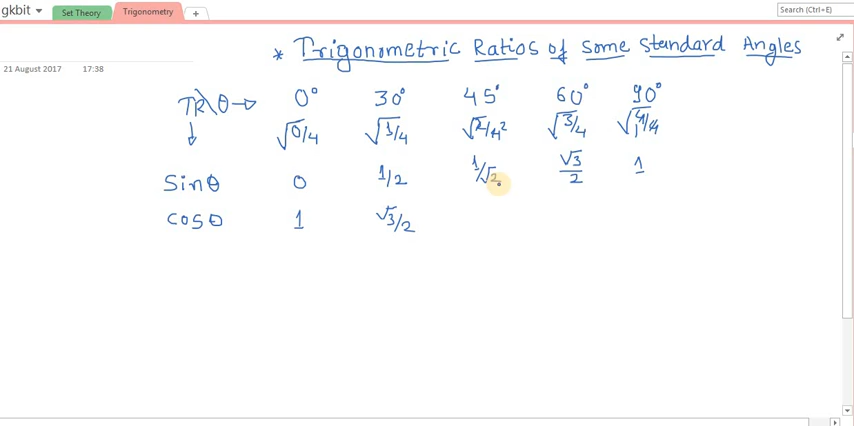 gkbit
Set Theory
Trigonometry
+
Search (Ctrl+E)
* Trigonometric Ratios of Some Standard Angles
21 August 2017 17:38
TR\θ → 0° 30° 45° 60° 90°
↓ √0/4 √1/4 √2/4 2 √3/4 √4/4 1
Sinθ 0 1/2 1/√2 √3/2 1
cosθ 1 √3/2